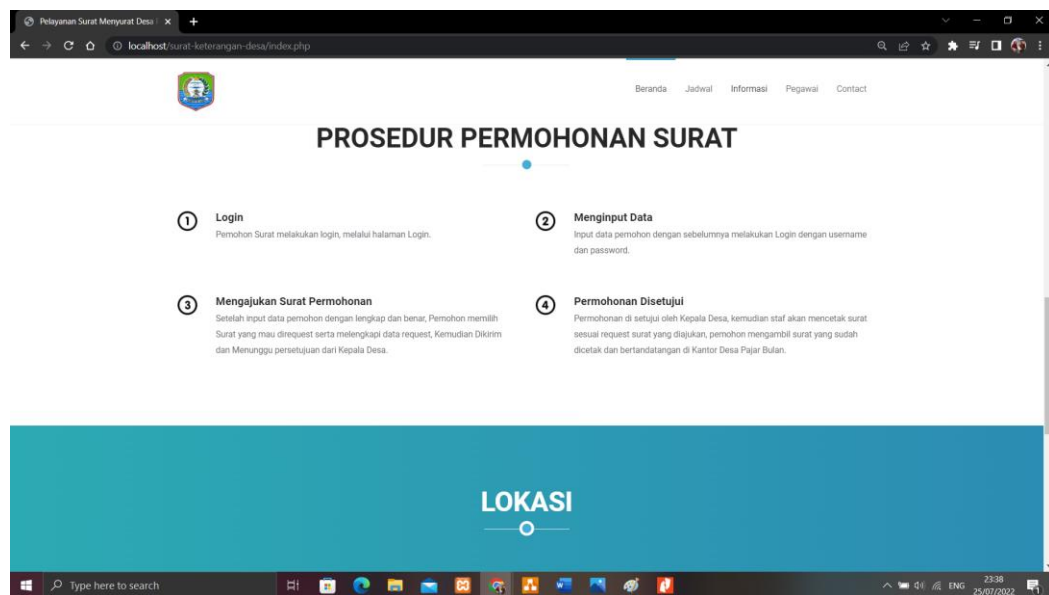 Pelayanan Surat Menyurat Desa
localhost/surat-keterangan-desa/index.php
Beranda Jadwal Informasi Pegawai Contact
PROSEDUR PERMOHONAN SURAT
1 Login
Pemohon Surat melakukan login, melalui halaman Login.
2 Menginput Data
Input data pemohon dengan sebelumnya melakukan Login dengan username
dan password.
3 Mengajukan Surat Permohonan
Setelah input data pemohon dengan lengkap dan benar, Pemohon memilih
Surat yang mau direquest serta melengkapi data request, Kemudian Dikirim
dan Menunggu persetujuan dari Kepala Desa.
4 Permohonan Disetujui
Permohonan di setujui oleh Kepala Desa, kemudian staf akan mencetak surat
sesuai request surat yang diajukan, pemohon mengambil surat yang sudah
dicetak dan bertandatangan di Kantor Desa Pajar Bulan.
LOKASI
Type here to search
ENG
23:38
25/07/2022